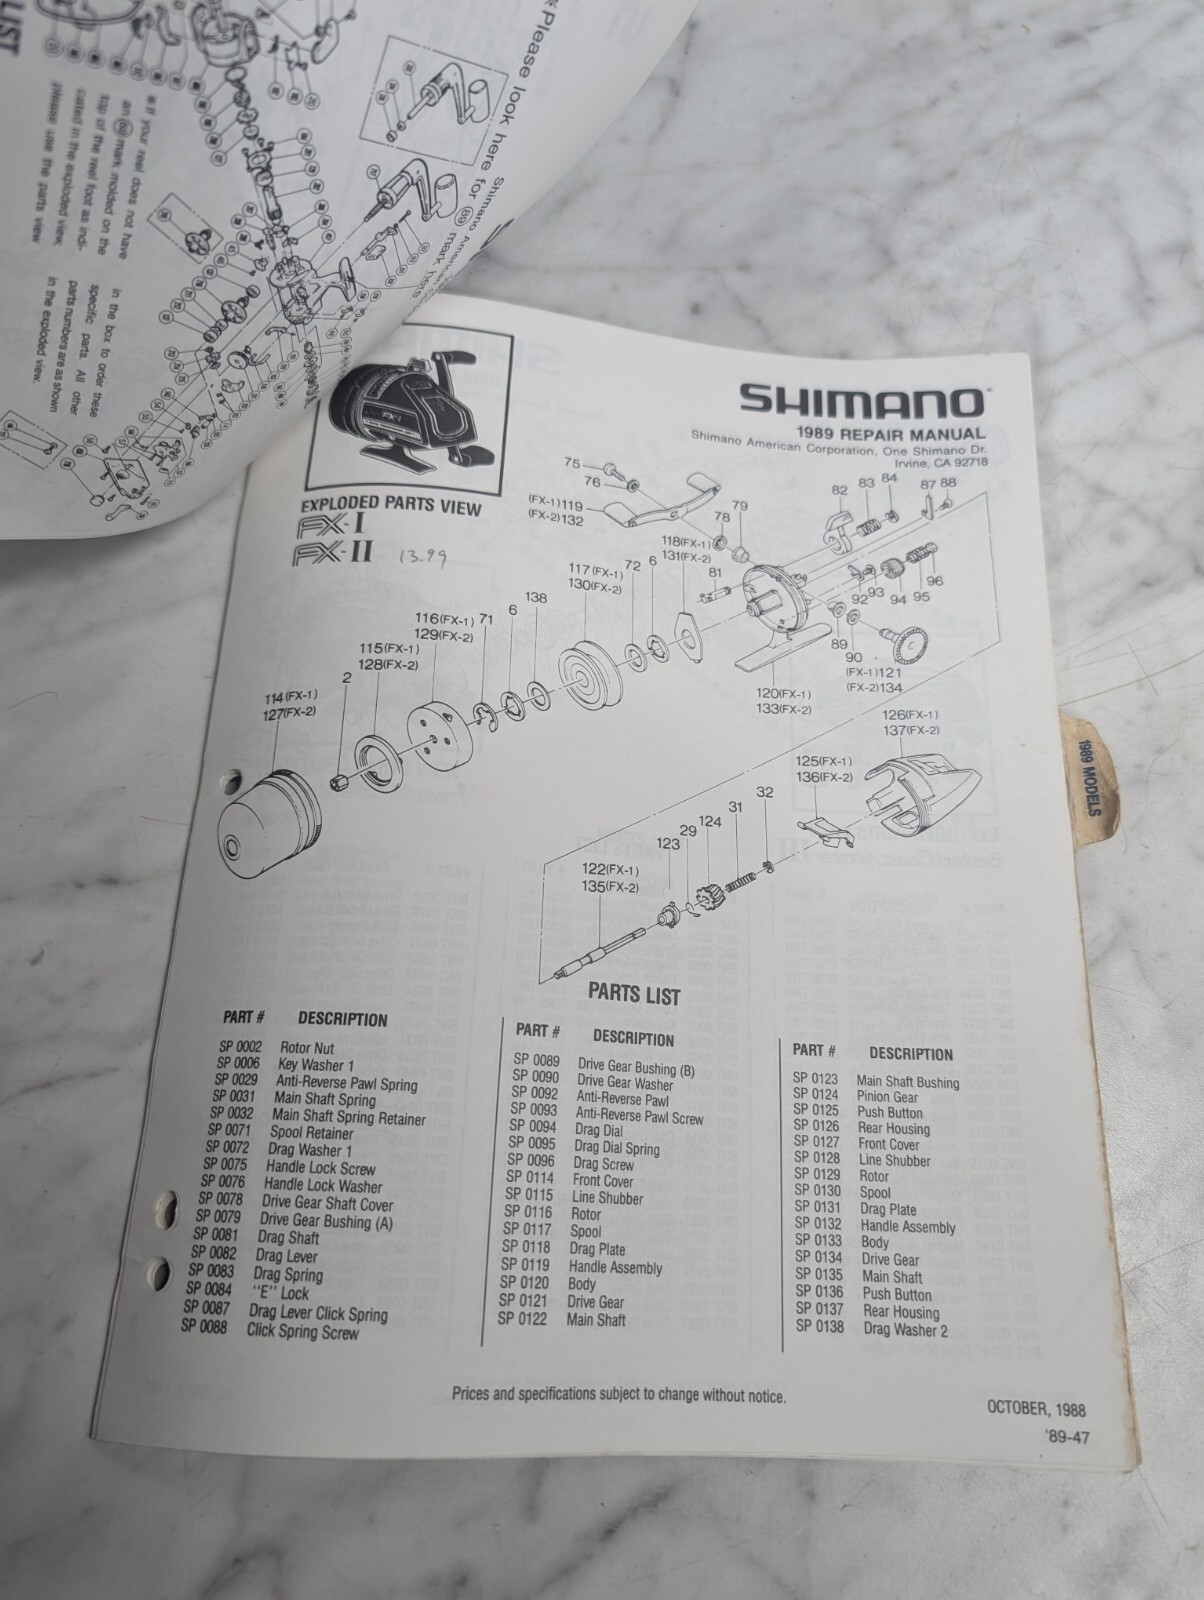 LIST
*Please look here for 89 mark here
Shimano American
* If your reel does not have
an 89 mark molded on the
top of the reel foot as indi-
cated in the exploded view,
please use the parts view
in the box to order these
specific parts. All other
parts numbers are as shown
in the exploded view.
SHIMANO
1989 REPAIR MANUAL
Shimano American Corporation, One Shimano Dr.
Irvine, CA 92718
EXPLODED PARTS VIEW
FX-I
FX-II 13.99
75
76
(FX-1)119
(FX-2)132
78
79
82
83
84
87
88
118(FX-1)
131(FX-2)
81
117(FX-1)
130(FX-2)
72
6
138
92
93
94
95
96
89
90
(FX-1)121
(FX-2)134
116(FX-1)
129(FX-2)
71
6
115(FX-1)
128(FX-2)
2
114(FX-1)
127(FX-2)
120(FX-1)
133(FX-2)
126(FX-1)
137(FX-2)
125(FX-1)
136(FX-2)
32
31
124
29
123
122(FX-1)
135(FX-2)
1989 MODELS
PARTS LIST
PART # DESCRIPTION
SP 0002 Rotor Nut
SP 0006 Key Washer 1
SP 0029 Anti-Reverse Pawl Spring
SP 0031 Main Shaft Spring
SP 0032 Main Shaft Spring Retainer
SP 0071 Spool Retainer
SP 0072 Drag Washer 1
SP 0075 Handle Lock Screw
SP 0076 Handle Lock Washer
SP 0078 Drive Gear Shaft Cover
SP 0079 Drive Gear Bushing (A)
SP 0081 Drag Shaft
SP 0082 Drag Lever
SP 0083 Drag Spring
SP 0084 "E" Lock
SP 0087 Drag Lever Click Spring
SP 0088 Click Spring Screw
PART # DESCRIPTION
SP 0089 Drive Gear Bushing (B)
SP 0090 Drive Gear Washer
SP 0092 Anti-Reverse Pawl
SP 0093 Anti-Reverse Pawl Screw
SP 0094 Drag Dial
SP 0095 Drag Dial Spring
SP 0096 Drag Screw
SP 0114 Front Cover
SP 0115 Line Shubber
SP 0116 Rotor
SP 0117 Spool
SP 0118 Drag Plate
SP 0119 Handle Assembly
SP 0120 Body
SP 0121 Drive Gear
SP 0122 Main Shaft
PART # DESCRIPTION
SP 0123 Main Shaft Bushing
SP 0124 Pinion Gear
SP 0125 Push Button
SP 0126 Rear Housing
SP 0127 Front Cover
SP 0128 Line Shubber
SP 0129 Rotor
SP 0130 Spool
SP 0131 Drag Plate
SP 0132 Handle Assembly
SP 0133 Body
SP 0134 Drive Gear
SP 0135 Main Shaft
SP 0136 Push Button
SP 0137 Rear Housing
SP 0138 Drag Washer 2
Prices and specifications subject to change without notice.
OCTOBER, 1988
'89-47